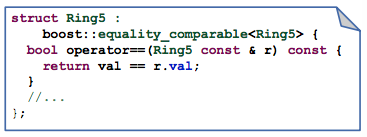 struct Ring5 :
boost::equality_comparable<Ring5> {
bool operator==(Ring5 const & r) const {
return val == r.val;
}
//...
};